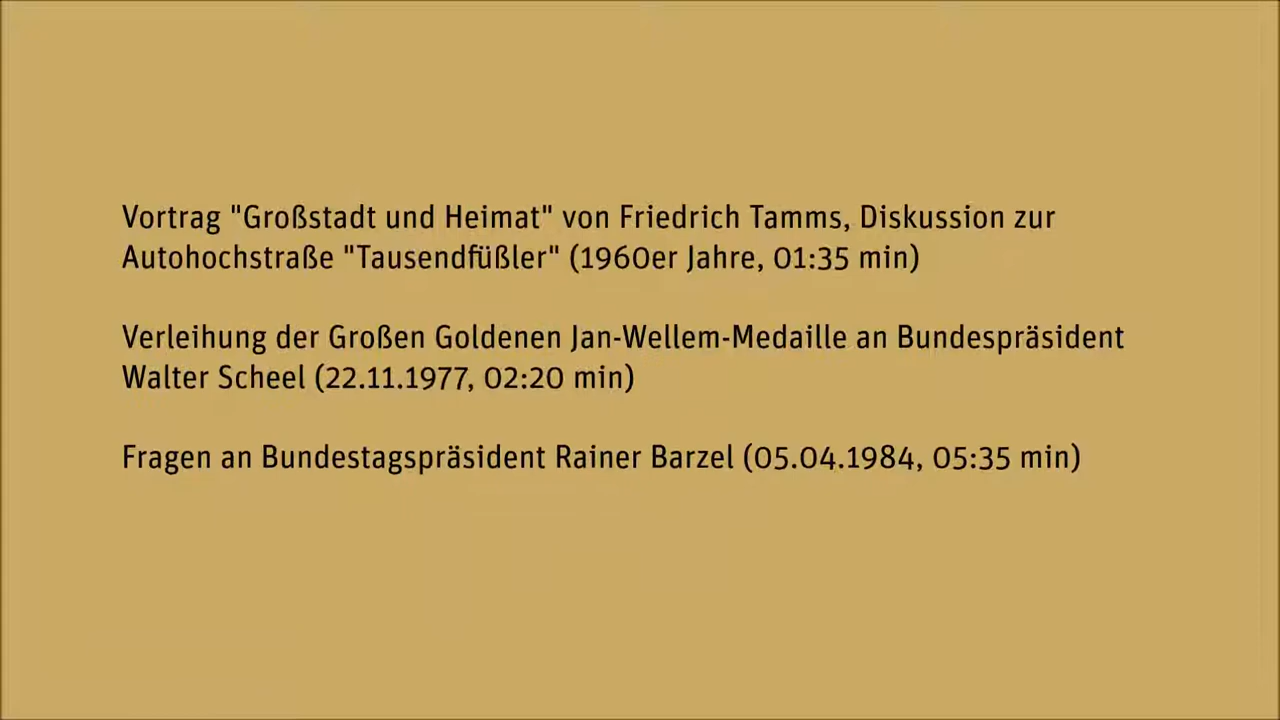 Vortrag "Großstadt und Heimat" von Friedrich Tamms, Diskussion zur
Autohochstraße "Tausendfüßler" (1960er Jahre, 01:35 min)
Verleihung der Großen Goldenen Jan-Wellem-Medaille an Bundespräsident
Walter Scheel (22.11.1977, 02:20 min)
Fragen an Bundestagspräsident Rainer Barzel (05.04.1984, 05:35 min)